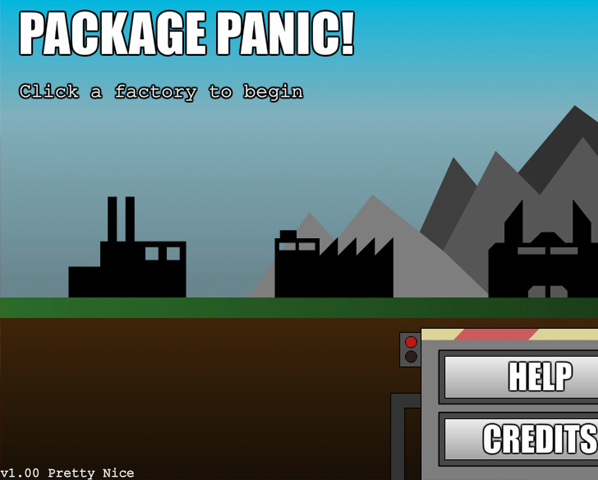 PACKAGE PANIC!
Click a factory to begin
HELP
CREDITS
v1.00 Pretty Nice